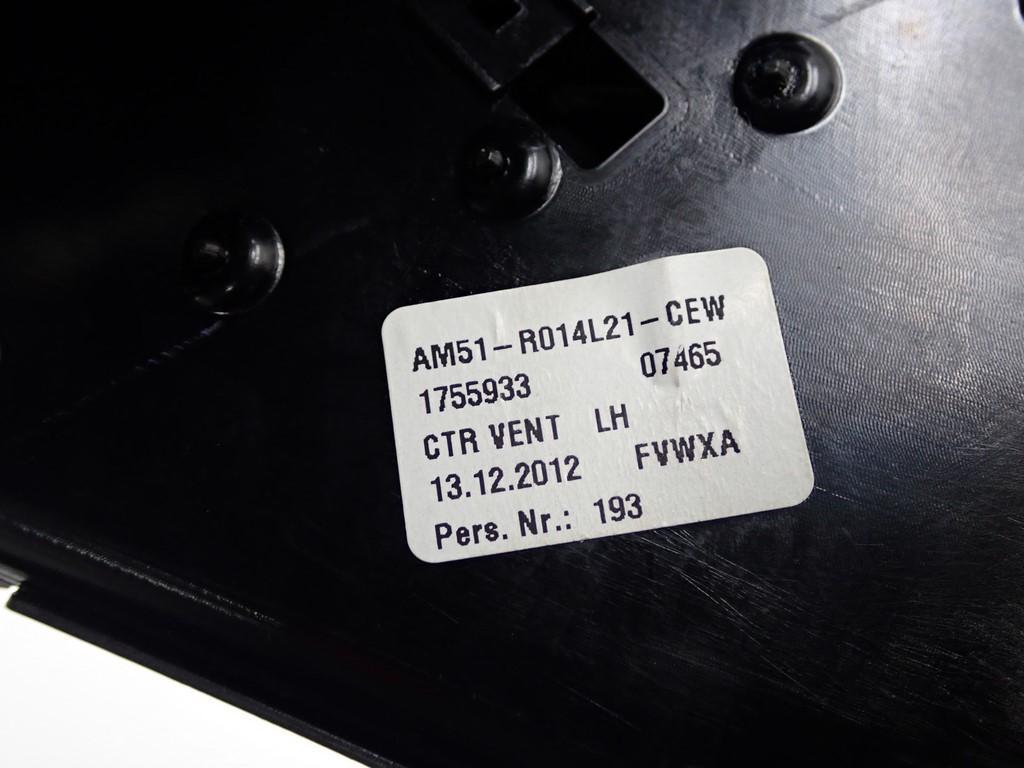 AM51-R014L21-CEW
1755933 07465
CTR VENT LH
13.12.2012 FVWXA
Pers. Nr.: 193